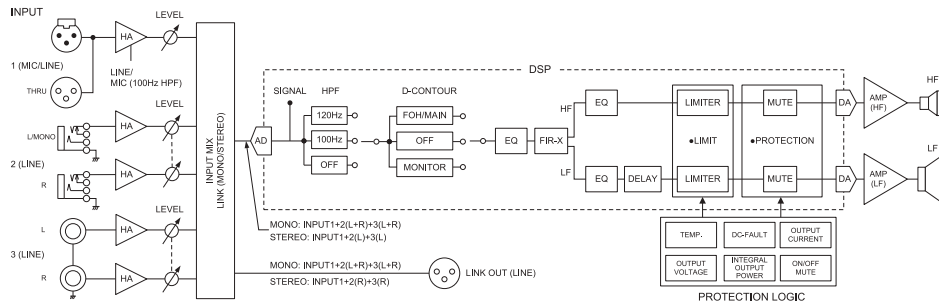 INPUT
LEVEL
HA
1 (MIC/LINE)
LINE/
MIC (100Hz HPF)
THRU
L/MONO
HA
LEVEL
2 (LINE)
R
HA
L
HA
LEVEL
3 (LINE)
R
HA
INPUT MIX
LINK (MONO/STEREO)
DSP
SIGNAL
AD
HPF
120Hz
100Hz
OFF
D-CONTOUR
FOH/MAIN
OFF
MONITOR
EQ
FIR-X
HF
EQ
LIMITER
MUTE
DA
AMP
(HF)
HF
●LIMIT
●PROTECTION
LF
EQ
DELAY
LIMITER
MUTE
DA
AMP
(LF)
LF
MONO: INPUT1+2(L+R)+3(L+R)
STEREO: INPUT1+2(L)+3(L)
MONO: INPUT1+2(L+R)+3(L+R)
STEREO: INPUT1+2(R)+3(R)
LINK OUT (LINE)
TEMP.
DC-FAULT
OUTPUT
CURRENT
OUTPUT
VOLTAGE
INTEGRAL
OUTPUT
POWER
ON/OFF
MUTE
PROTECTION LOGIC